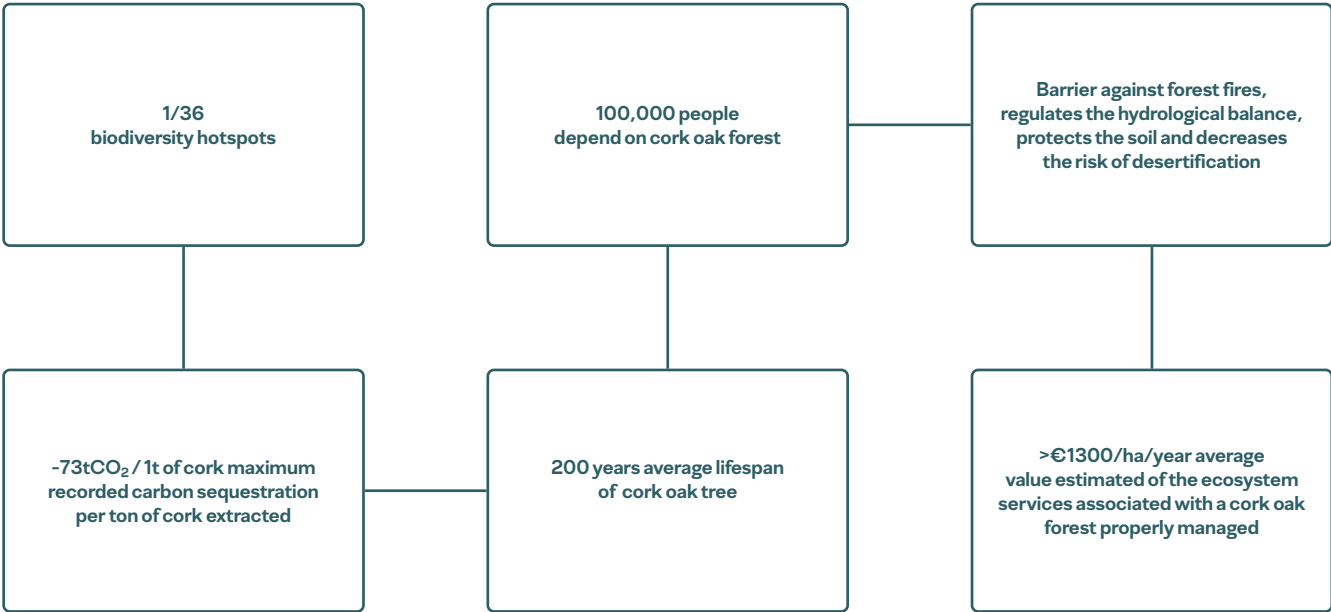 1/36
biodiversity hotspots
100,000 people
depend on cork oak forest
Barrier against forest fires,
regulates the hydrological balance,
protects the soil and decreases
the risk of desertification
-73tCO₂ / 1t of cork maximum
recorded carbon sequestration
per ton of cork extracted
200 years average lifespan
of cork oak tree
>€1300/ha/year average
value estimated of the ecosystem
services associated with a cork oak
forest properly managed